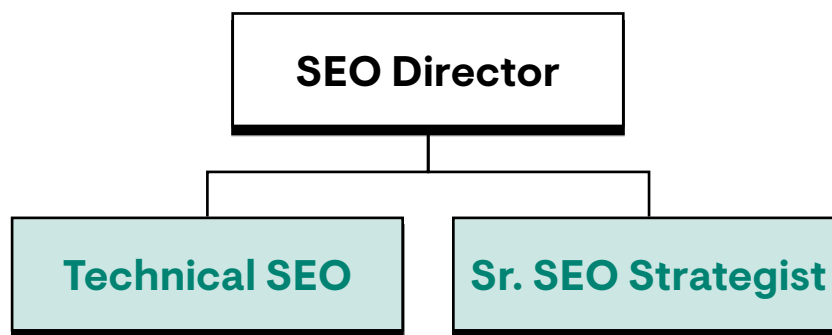 SEO Director
Technical SEO
Sr. SEO Strategist